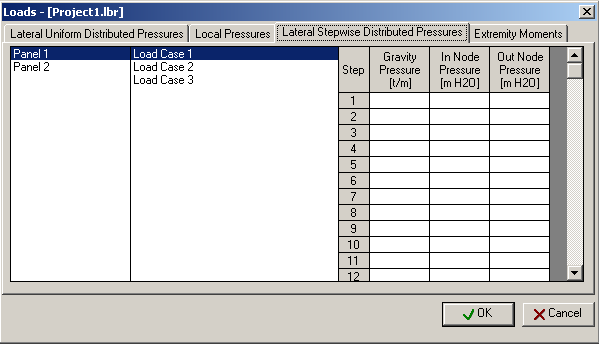 Loads - [Project1.lbr]
Lateral Uniform Distributed Pressures Local Pressures Lateral Stepwise Distributed Pressures Extremity Moments
Panel 1 Load Case 1
Panel 2 Load Case 2
Load Case 3
Step Gravity Pressure [t/m] In Node Pressure [m H2O] Out Node Pressure [m H2O]
1
2
3
4
5
6
7
8
9
10
11
12
OK Cancel